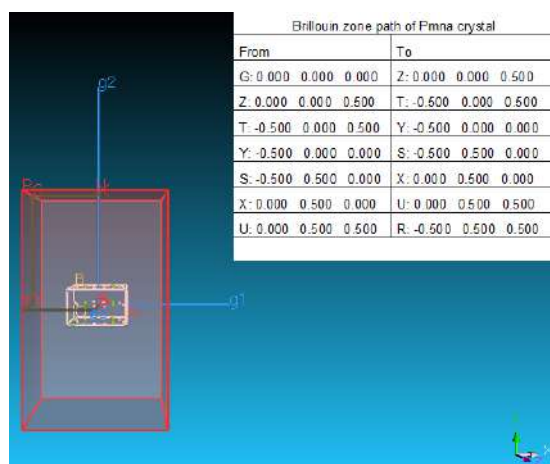 Brillouin zone path of Pmna crystal
From To
G: 0.000 0.000 0.000 Z: 0.000 0.000 0.500
Z: 0.000 0.000 0.500 T: -0.500 0.000 0.500
T: -0.500 0.000 0.500 Y: -0.500 0.000 0.000
Y: -0.500 0.000 0.000 S: -0.500 0.500 0.000
S: -0.500 0.500 0.000 X: 0.000 0.500 0.000
X: 0.000 0.500 0.000 U: 0.000 0.500 0.500
U: 0.000 0.500 0.500 R: -0.500 0.500 0.500
g2
g1